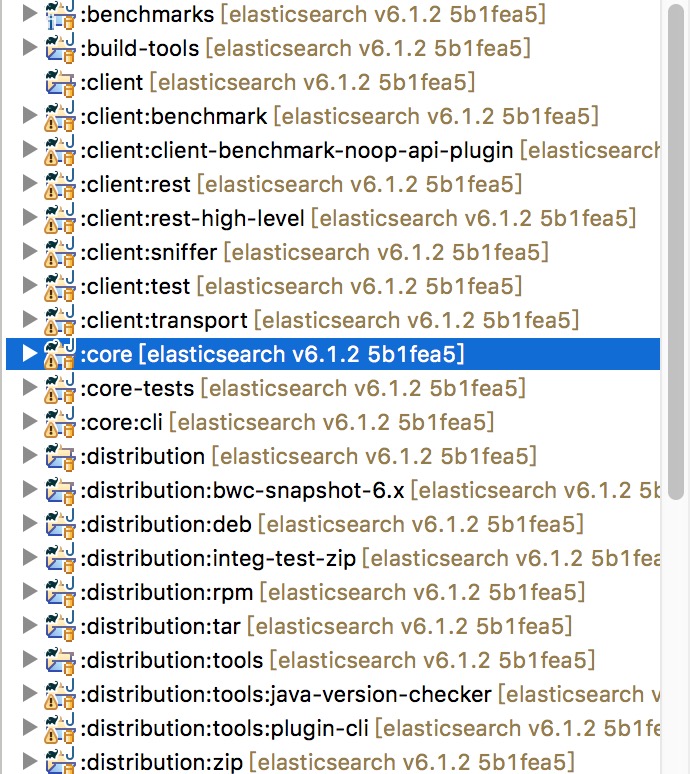 :benchmarks [elasticsearch v6.1.2 5b1fea5]
:build-tools [elasticsearch v6.1.2 5b1fea5]
:client [elasticsearch v6.1.2 5b1fea5]
:client:benchmark [elasticsearch v6.1.2 5b1fea5]
:client:client-benchmark-noop-api-plugin [elasticsearch
:client:rest [elasticsearch v6.1.2 5b1fea5]
:client:rest-high-level [elasticsearch v6.1.2 5b1fea5]
:client:sniffer [elasticsearch v6.1.2 5b1fea5]
:client:test [elasticsearch v6.1.2 5b1fea5]
:client:transport [elasticsearch v6.1.2 5b1fea5]
:core [elasticsearch v6.1.2 5b1fea5]
:core-tests [elasticsearch v6.1.2 5b1fea5]
:core:cli [elasticsearch v6.1.2 5b1fea5]
:distribution [elasticsearch v6.1.2 5b1fea5]
:distribution:bwc-snapshot-6.x [elasticsearch v6.1.2 5b
:distribution:deb [elasticsearch v6.1.2 5b1fea5]
:distribution:integ-test-zip [elasticsearch v6.1.2 5b1fea
:distribution:rpm [elasticsearch v6.1.2 5b1fea5]
:distribution:tar [elasticsearch v6.1.2 5b1fea5]
:distribution:tools [elasticsearch v6.1.2 5b1fea5]
:distribution:tools:java-version-checker [elasticsearch v
:distribution:tools:plugin-cli [elasticsearch v6.1.2 5b1fe
:distribution:zip [elasticsearch v6.1.2 5b1fea5]